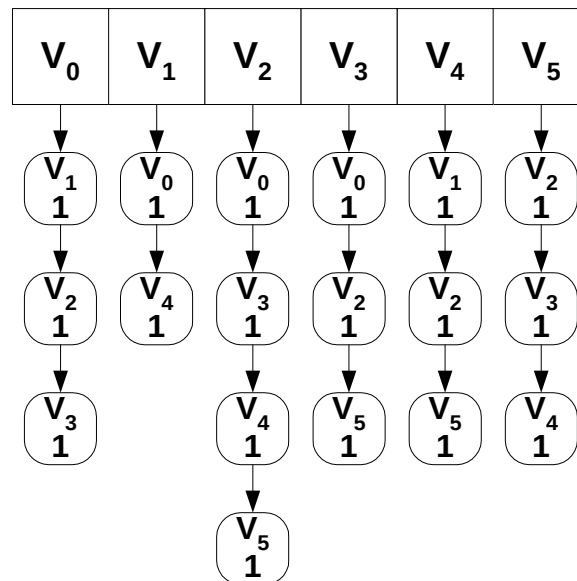 V0 V1 V2 V3 V4 V5
V1 V0 V0 V0 V1 V2
1 1 1 1 1 1
V2 V4 V3 V2 V2 V3
1 1 1 1 1 1
V3 V4 V5 V5 V4
1 1 1 1 1
V5
1